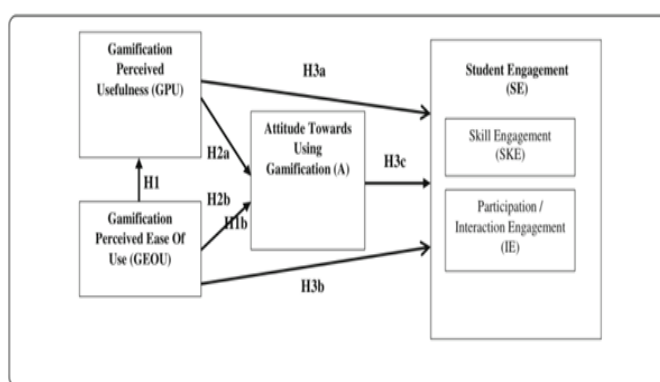 Gamification
Perceived
Usefulness (GPU)
H3a
Student Engagement
(SE)
Attitude Towards
Using
Gamification (A)
Skill Engagement
(SKE)
H2a
H3c
H1
H2b
H1b
Gamification
Perceived Ease Of
Use (GEOU)
Participation /
Interaction Engagement
(IE)
H3b